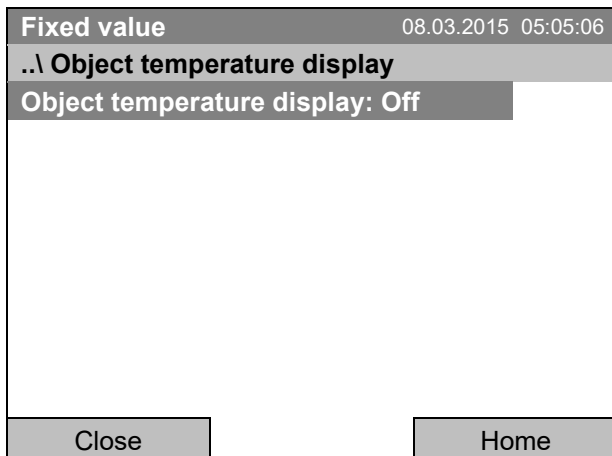 Fixed value 08.03.2015 05:05:06
..\ Object temperature display
Object temperature display: Off
Close Home